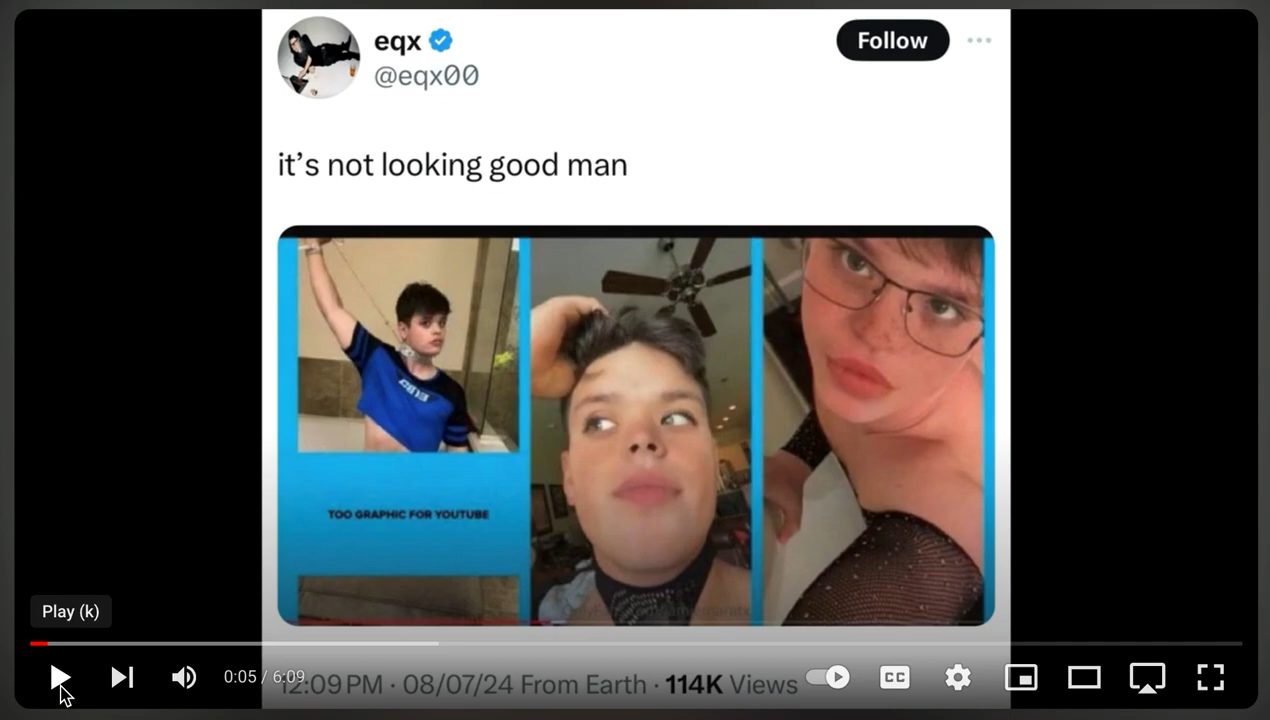 eqx
@eqx00
Follow
it’s not looking good man
TOO GRAPHIC FOR YOUTUBE
Play (k)
0:05 / 6:09
12:09 PM · 08/07/24 From Earth · 114K Views
CC